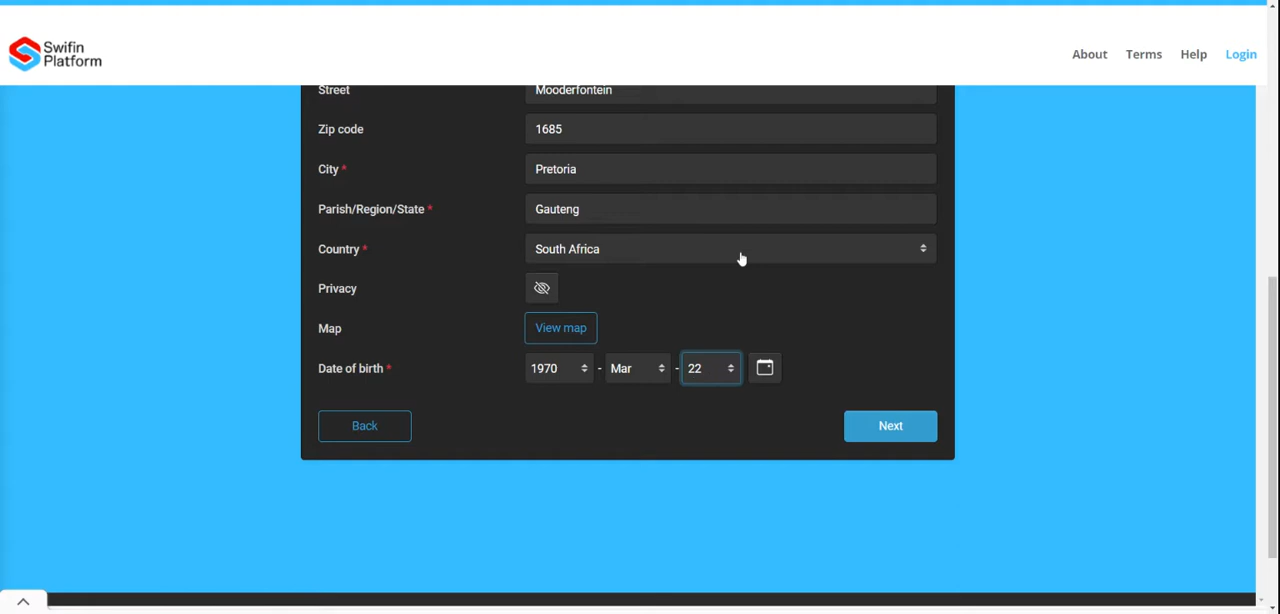 Swifin
Platform
About Terms Help Login
Street Mooderfontein
Zip code 1685
City * Pretoria
Parish/Region/State * Gauteng
Country * South Africa
Privacy
Map View map
Date of birth * 1970 - Mar - 22
Back Next